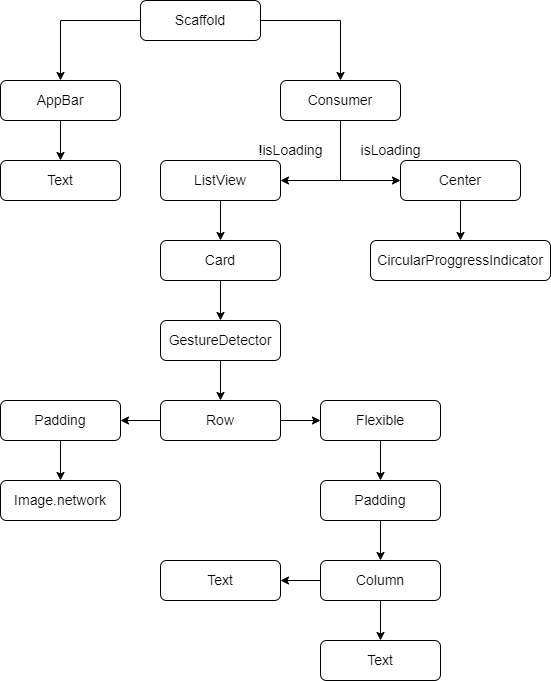 Scaffold
AppBar
Consumer
!isLoading
isLoading
Text
ListView
Center
Card
CircularProggressIndicator
GestureDetector
Padding
Row
Flexible
Image.network
Padding
Text
Column
Text